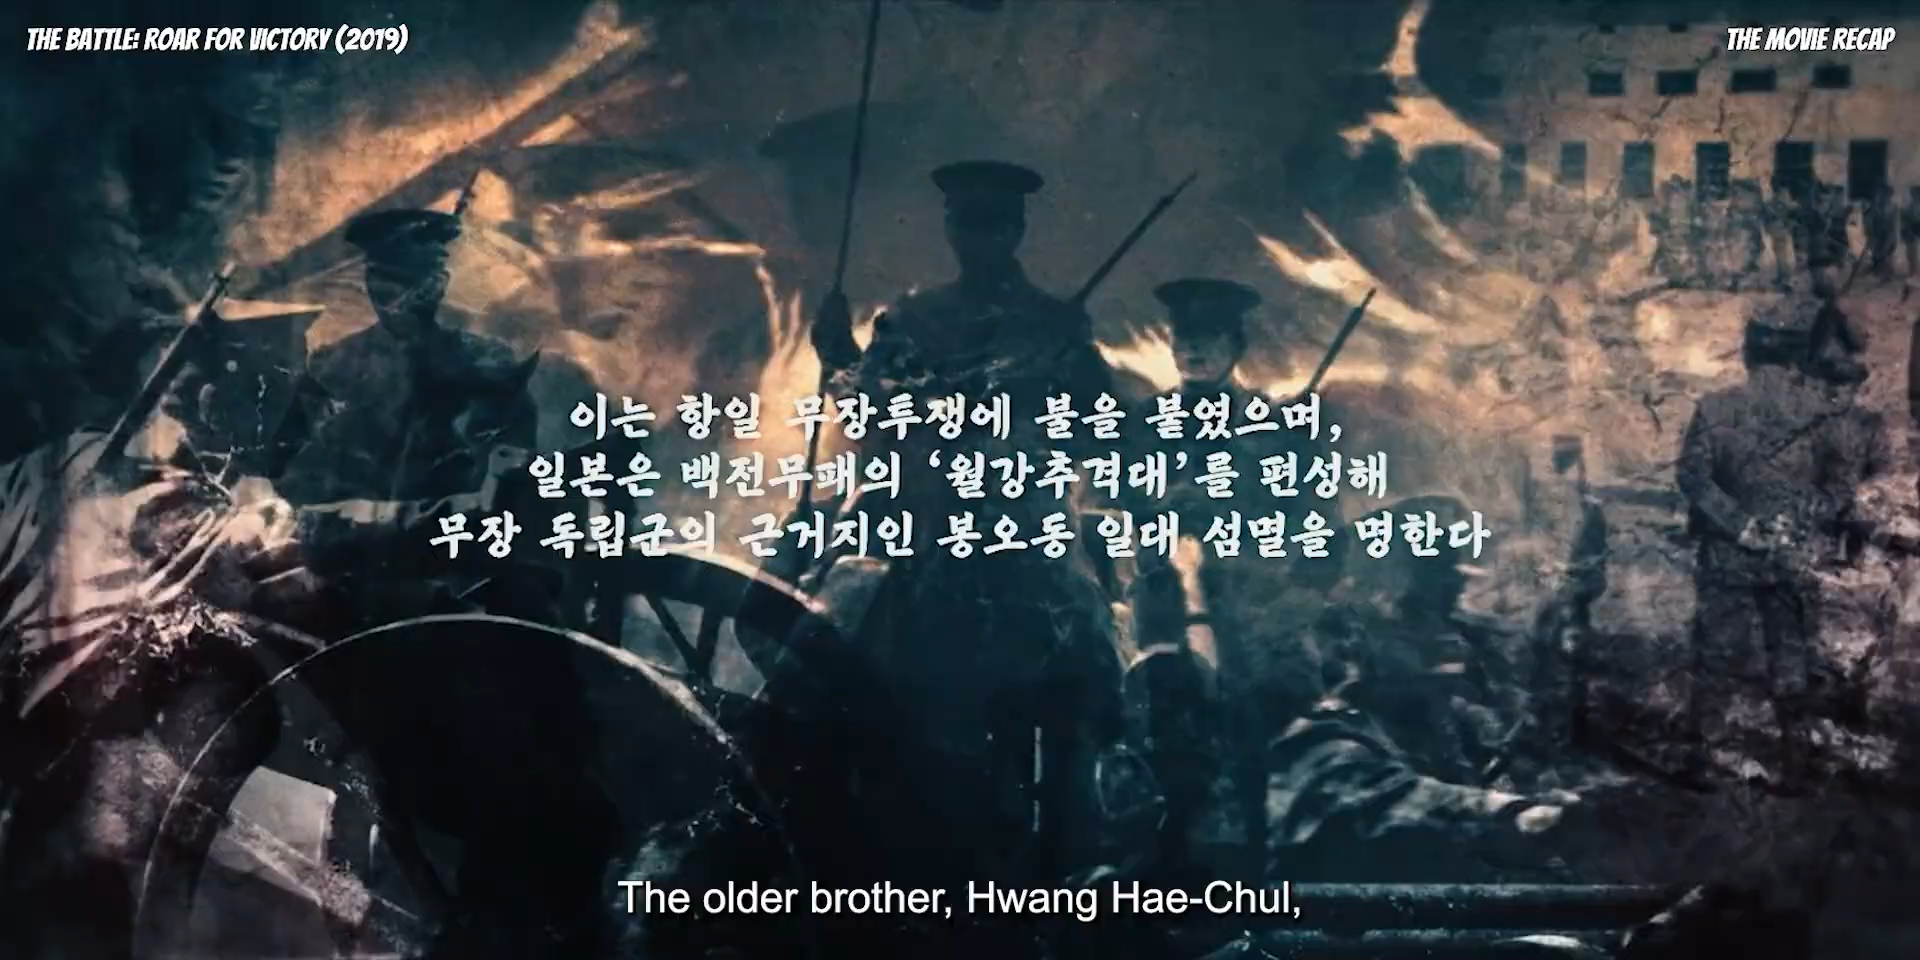 THE BATTLE: ROAR FOR VICTORY (2019)
THE MOVIE RECAP
이는 항일 무장투쟁에 불을 붙였으며,
일본은 백전무패의 ‘월강추격대’를 편성해
무장 독립군의 근거지인 봉오동 일대 섬멸을 명한다
The older brother, Hwang Hae-Chul,